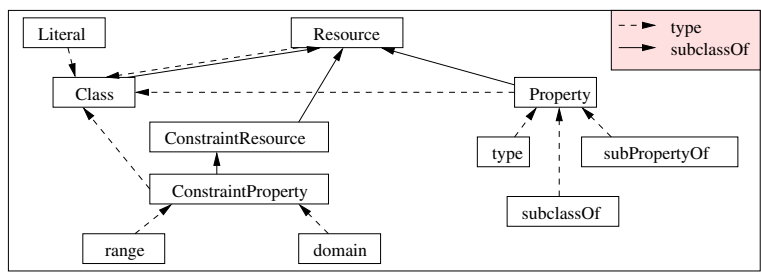 Literal
Resource
type
subclassOf
Class
Property
ConstraintResource
type
subPropertyOf
ConstraintProperty
subclassOf
range
domain